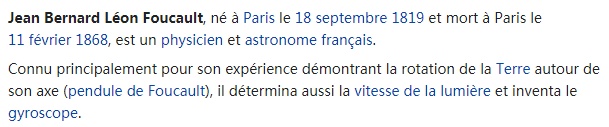 Jean Bernard Léon Foucault, né à Paris le 18 septembre 1819 et mort à Paris le
11 février 1868, est un physicien et astronome français.
Connu principalement pour son expérience démontrant la rotation de la Terre autour de
son axe (pendule de Foucault), il détermina aussi la vitesse de la lumière et inventa le
gyroscope.